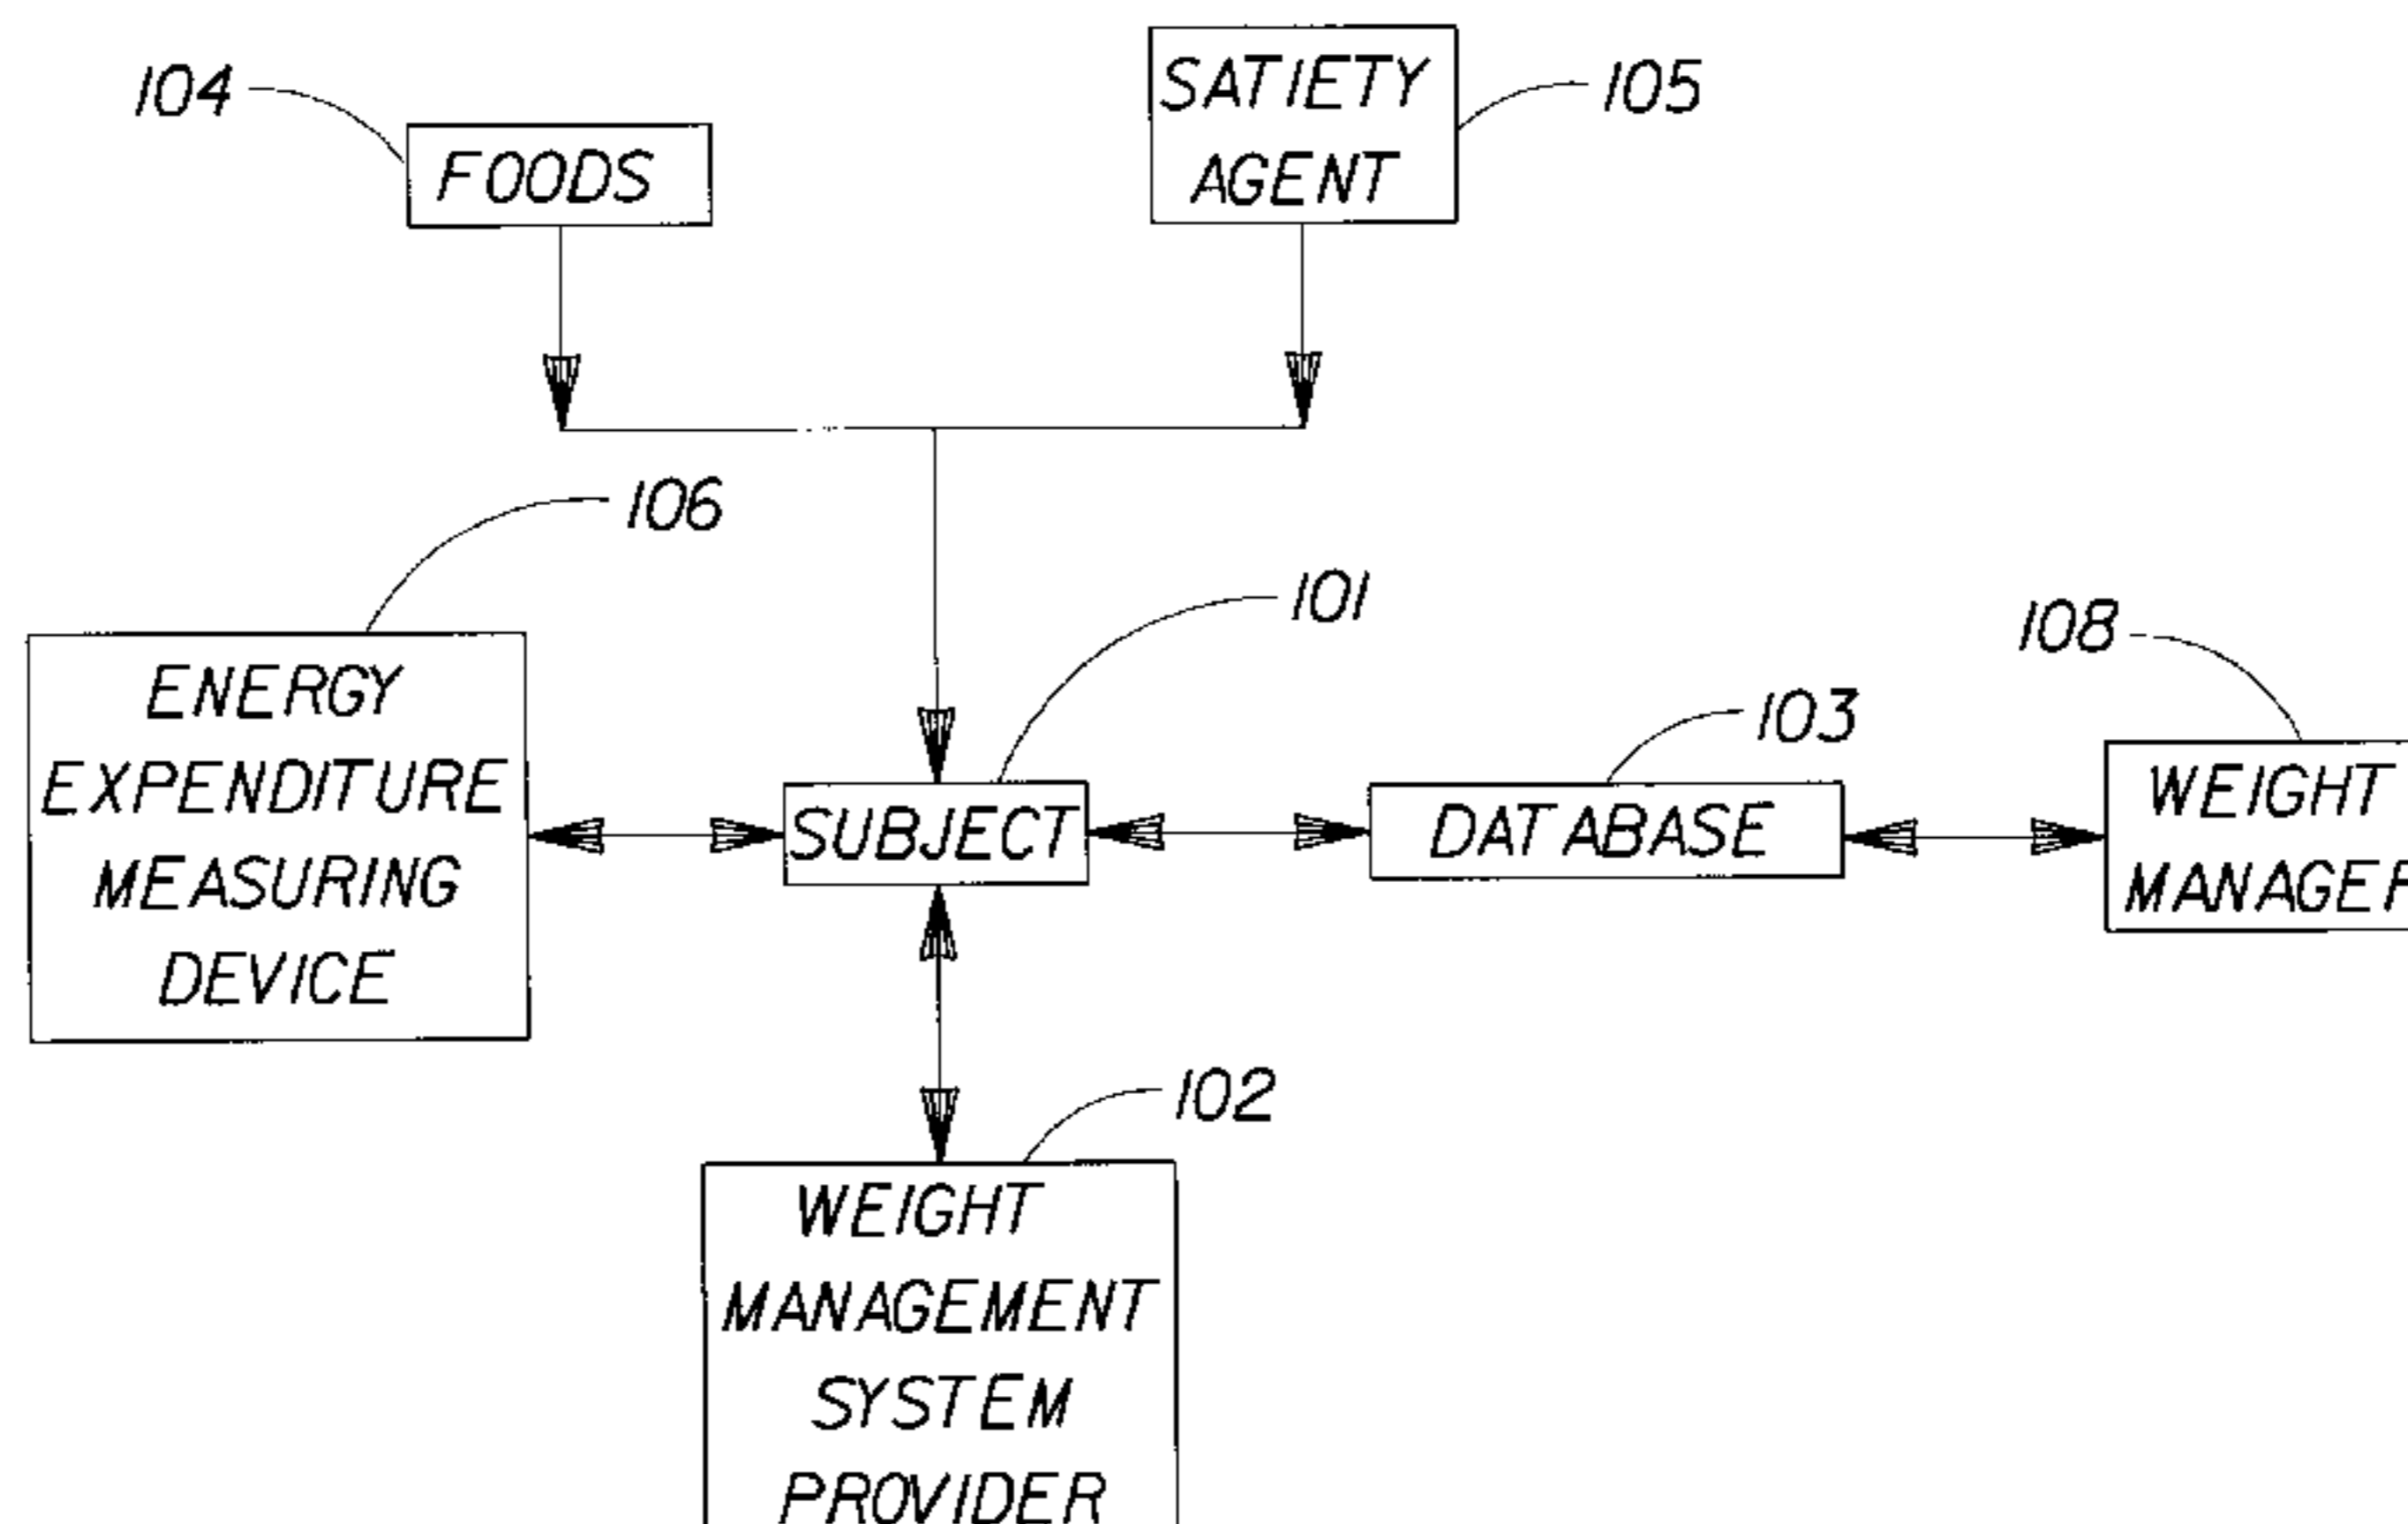 104
FOODS
SATIETY
AGENT
105
106
101
108
103
ENERGY
EXPENDITURE
MEASURING
DEVICE
SUBJECT
DATABASE
WEIGHT
102
WEIGHT
MANAGEMENT
SYSTEM
PROVIDER